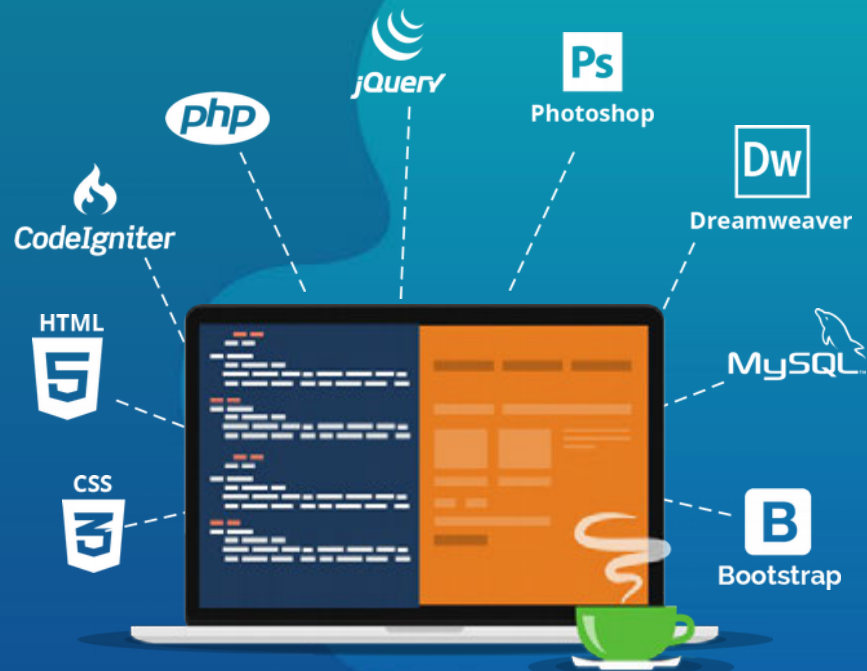 jQuery
Ps
Photoshop
php
Dw
Dreamweaver
CodeIgniter
HTML
5
MySQL
CSS
3
B
Bootstrap